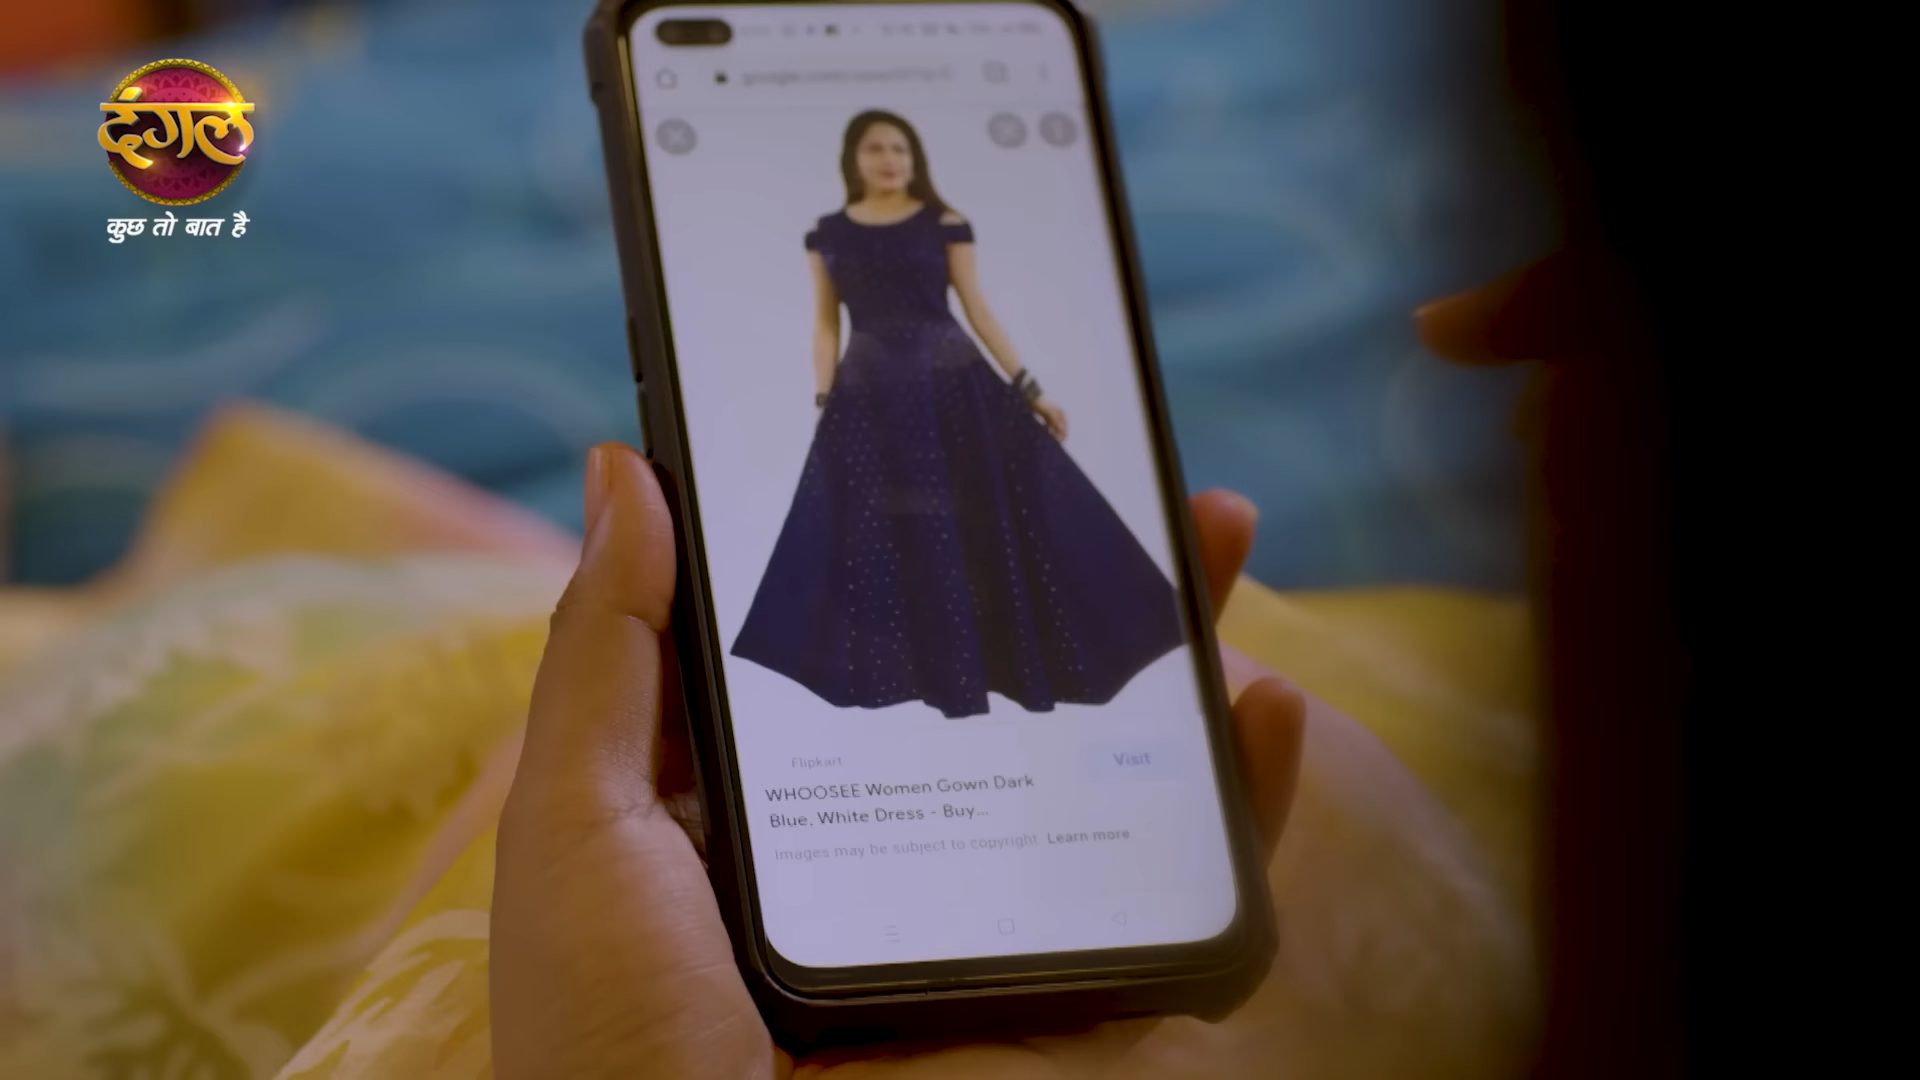 दंगल
कुछ तो बात है
Flipkart
Visit
WHOOSEE Women Gown Dark
Blue, White Dress - Buy...
Images may be subject to copyright. Learn more